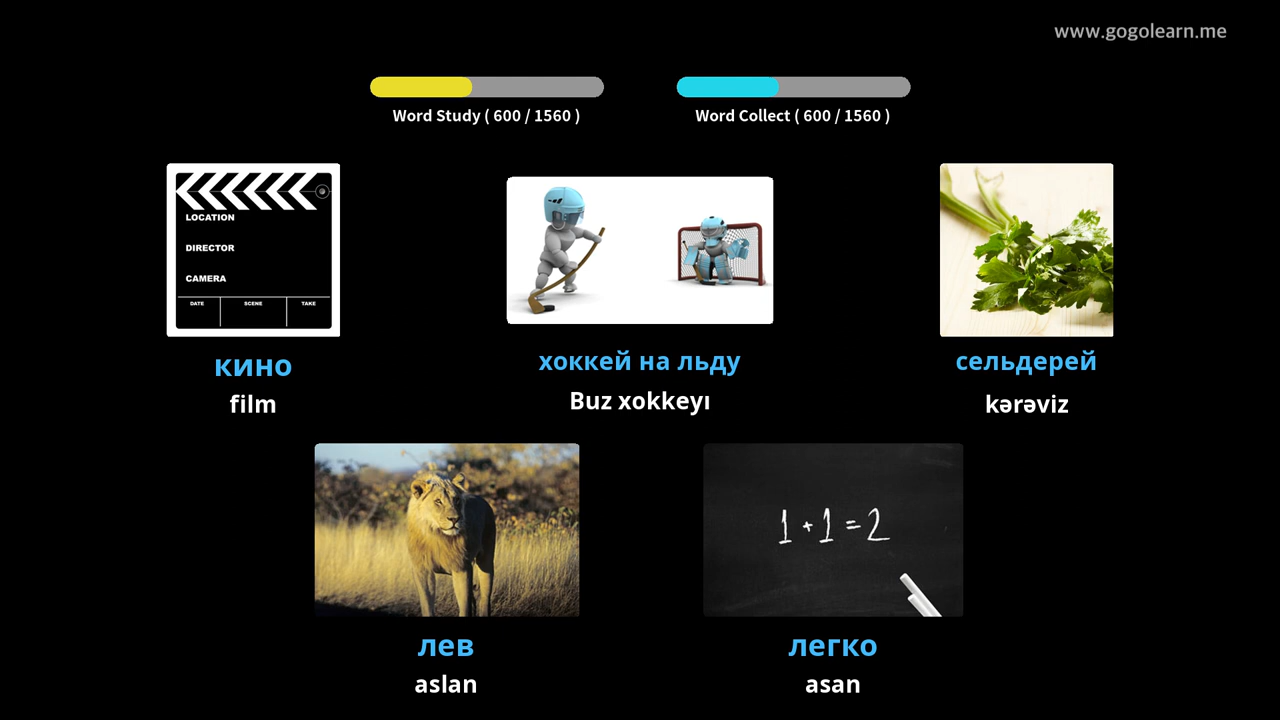 www.gogolearn.me
Word Study ( 600 / 1560 )
Word Collect ( 600 / 1560 )
LOCATION
DIRECTOR
CAMERA
DATE SCENE TAKE
кино
film
хоккей на льду
Buz xokkeyı
сельдерей
kərəviz
1 + 1 = 2
лев
aslan
легко
asan